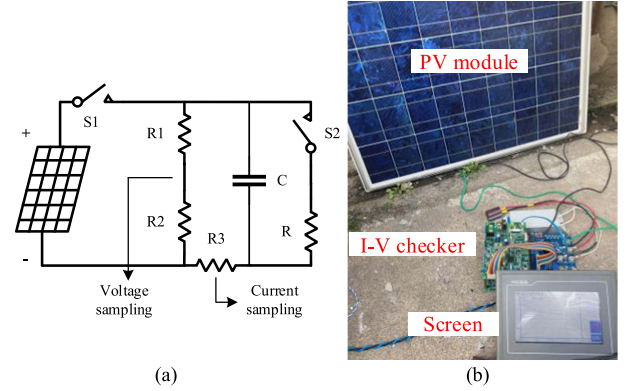 S1
+
R1
S2
C
R2
R
R3
-
Voltage
sampling
Current
sampling
(a)
PV module
I-V checker
Screen
(b)